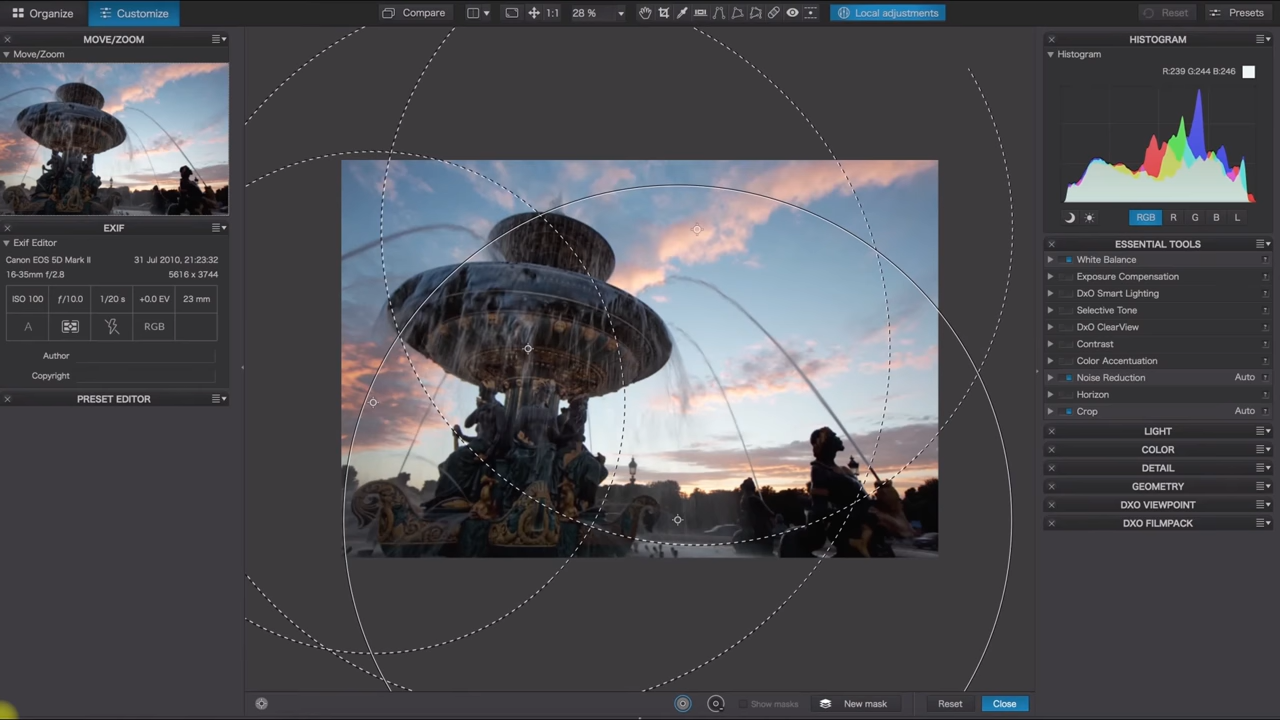 Organize
Customize
Compare
1:1
28 %
Local adjustments
Reset
Presets
MOVE/ZOOM
Move/Zoom
EXIF
Exif Editor
Canon EOS 5D Mark II
31 Jul 2010, 21:23:32
16-35mm f/2.8
5616 x 3744
ISO 100
ƒ/10.0
1/20 s
+0.0 EV
23 mm
A
RGB
Author
Copyright
PRESET EDITOR
HISTOGRAM
Histogram
R:239 G:244 B:246
RGB
R
G
B
L
ESSENTIAL TOOLS
White Balance
?
Exposure Compensation
?
DxO Smart Lighting
?
Selective Tone
?
DxO ClearView
?
Contrast
?
Color Accentuation
?
Noise Reduction
Auto
?
Horizon
?
Crop
Auto
?
LIGHT
COLOR
DETAIL
GEOMETRY
DXO VIEWPOINT
DXO FILMPACK
Show masks
New mask
Reset
Close